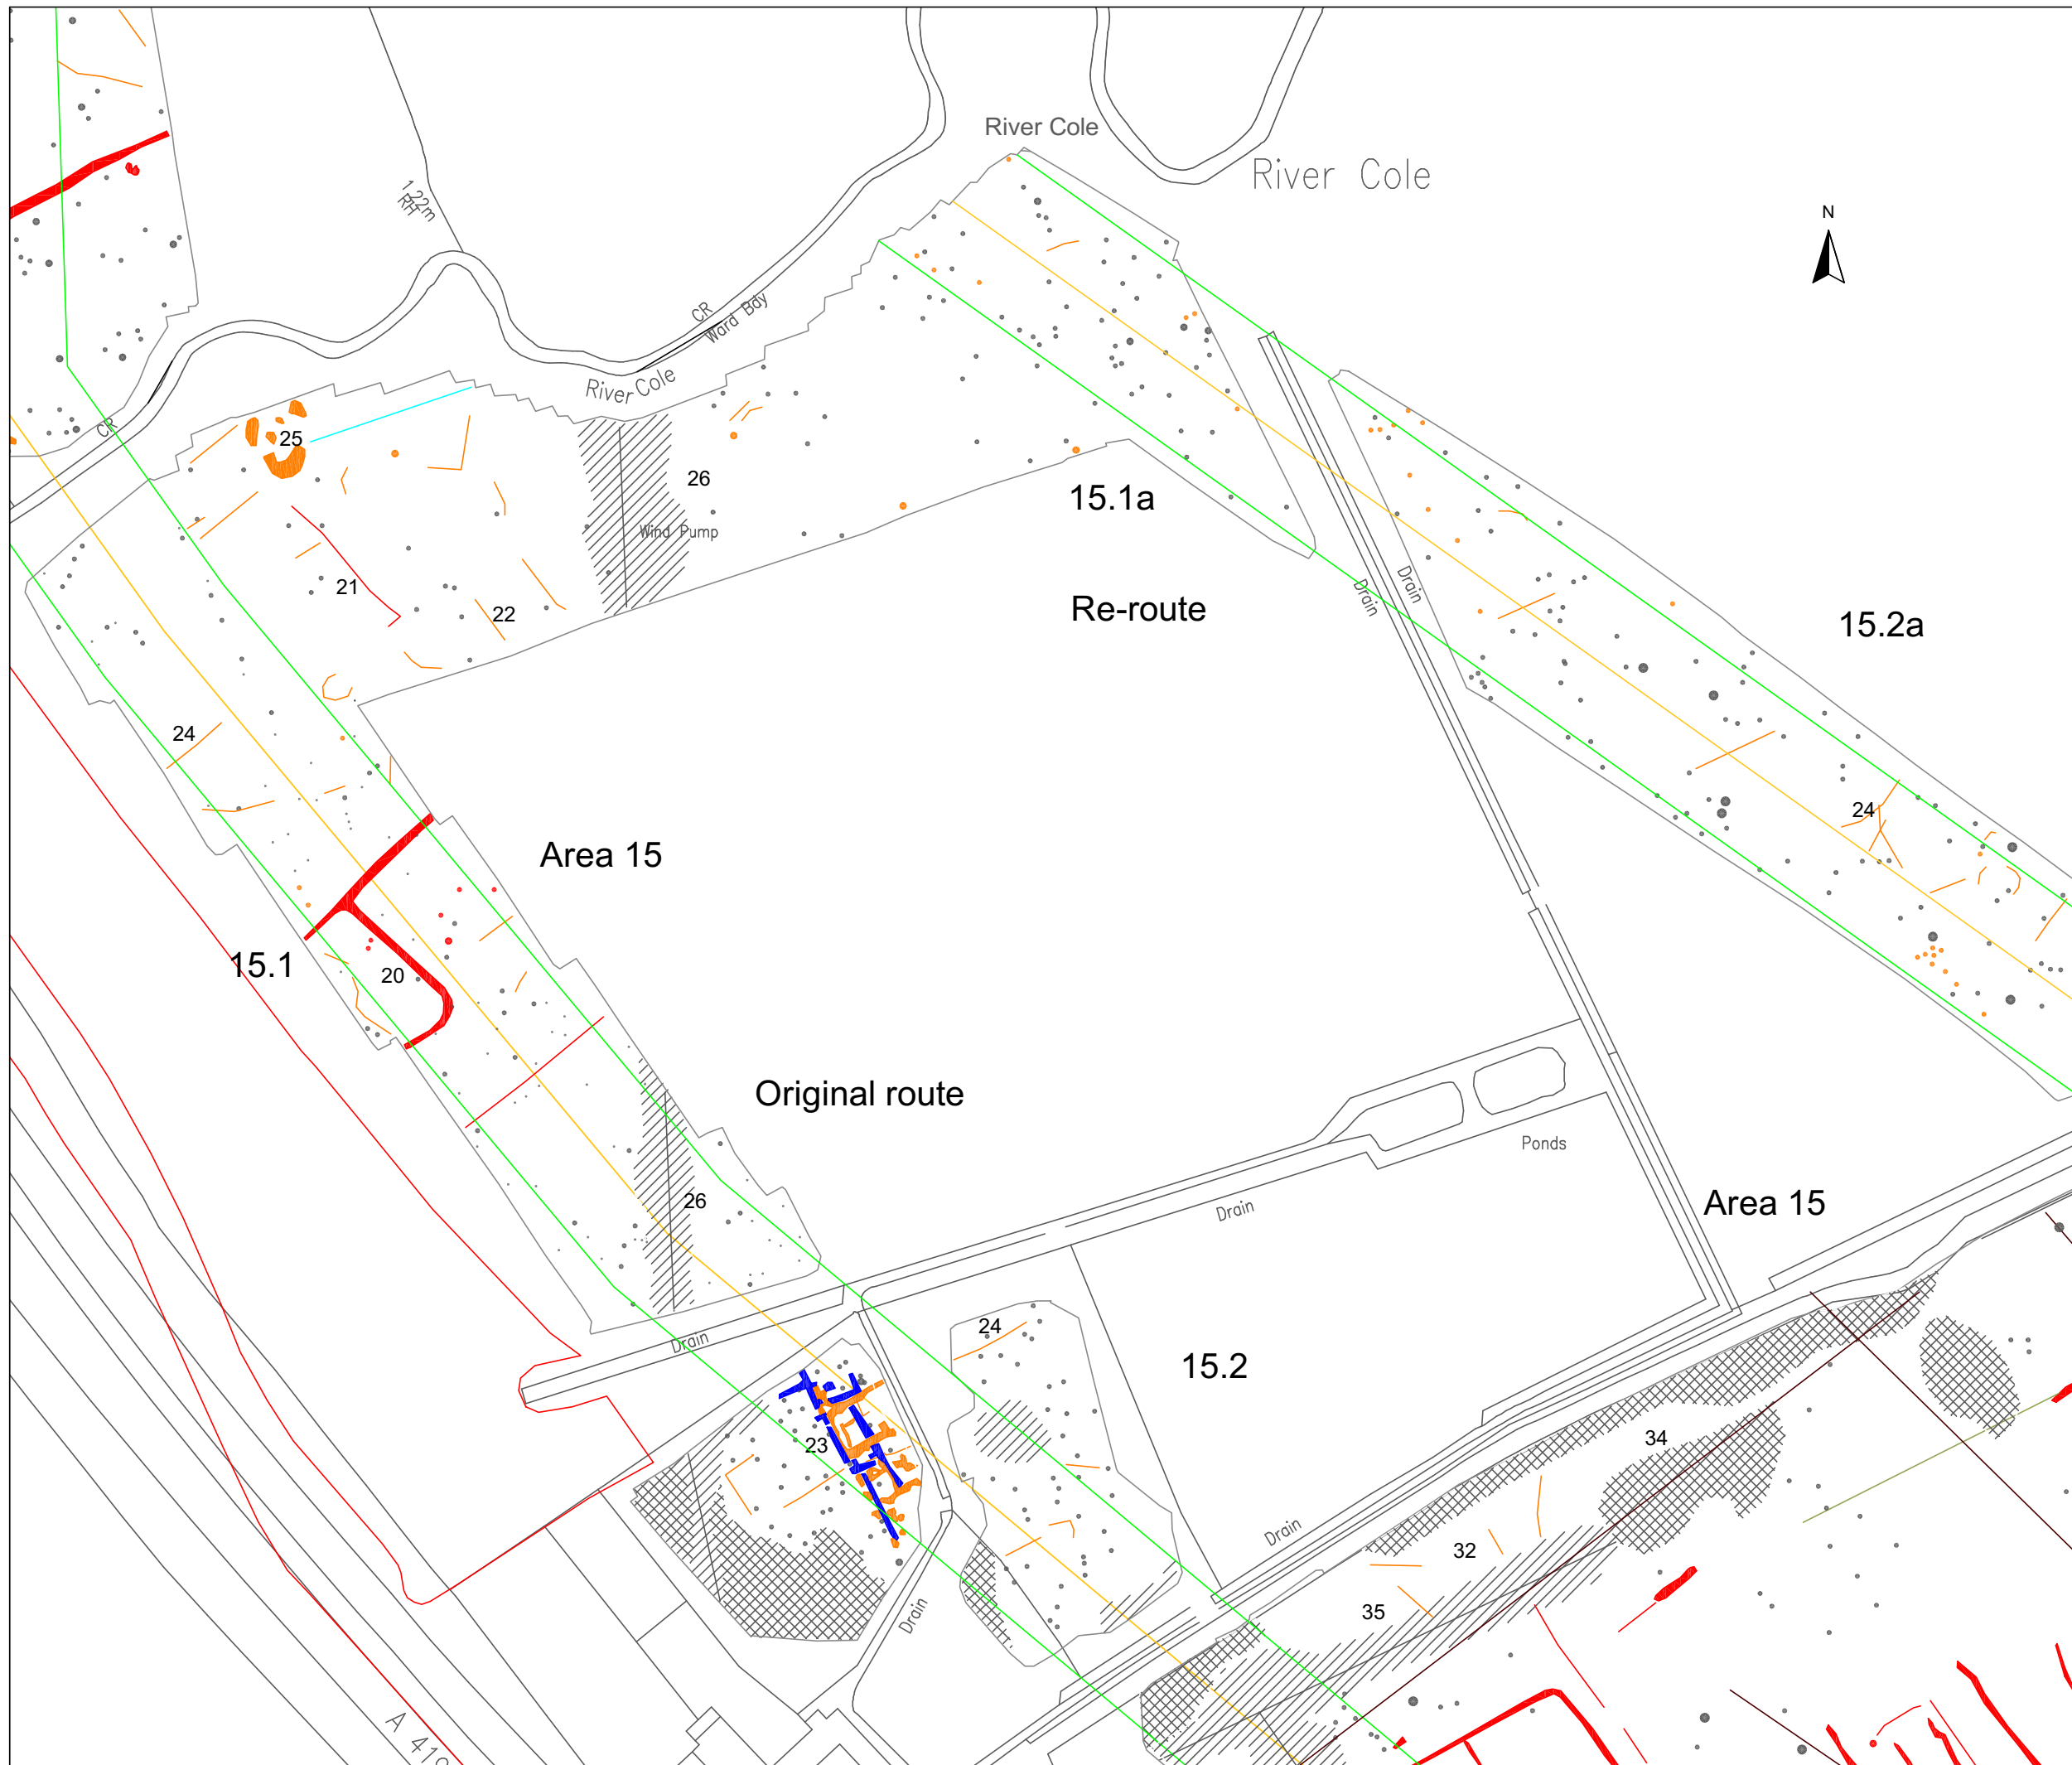 River Cole
River Cole
N
1.22m
RH
CR
Ward Bdy
River Cole
CR
25
26
15.1a
Wind Pump
21
22
Re-route
Drain
Drain
15.2a
24
24
Area 15
15.1
20
Original route
Ponds
26
Drain
Area 15
Drain
24
15.2
23
34
Drain
32
35
Drain
A 419